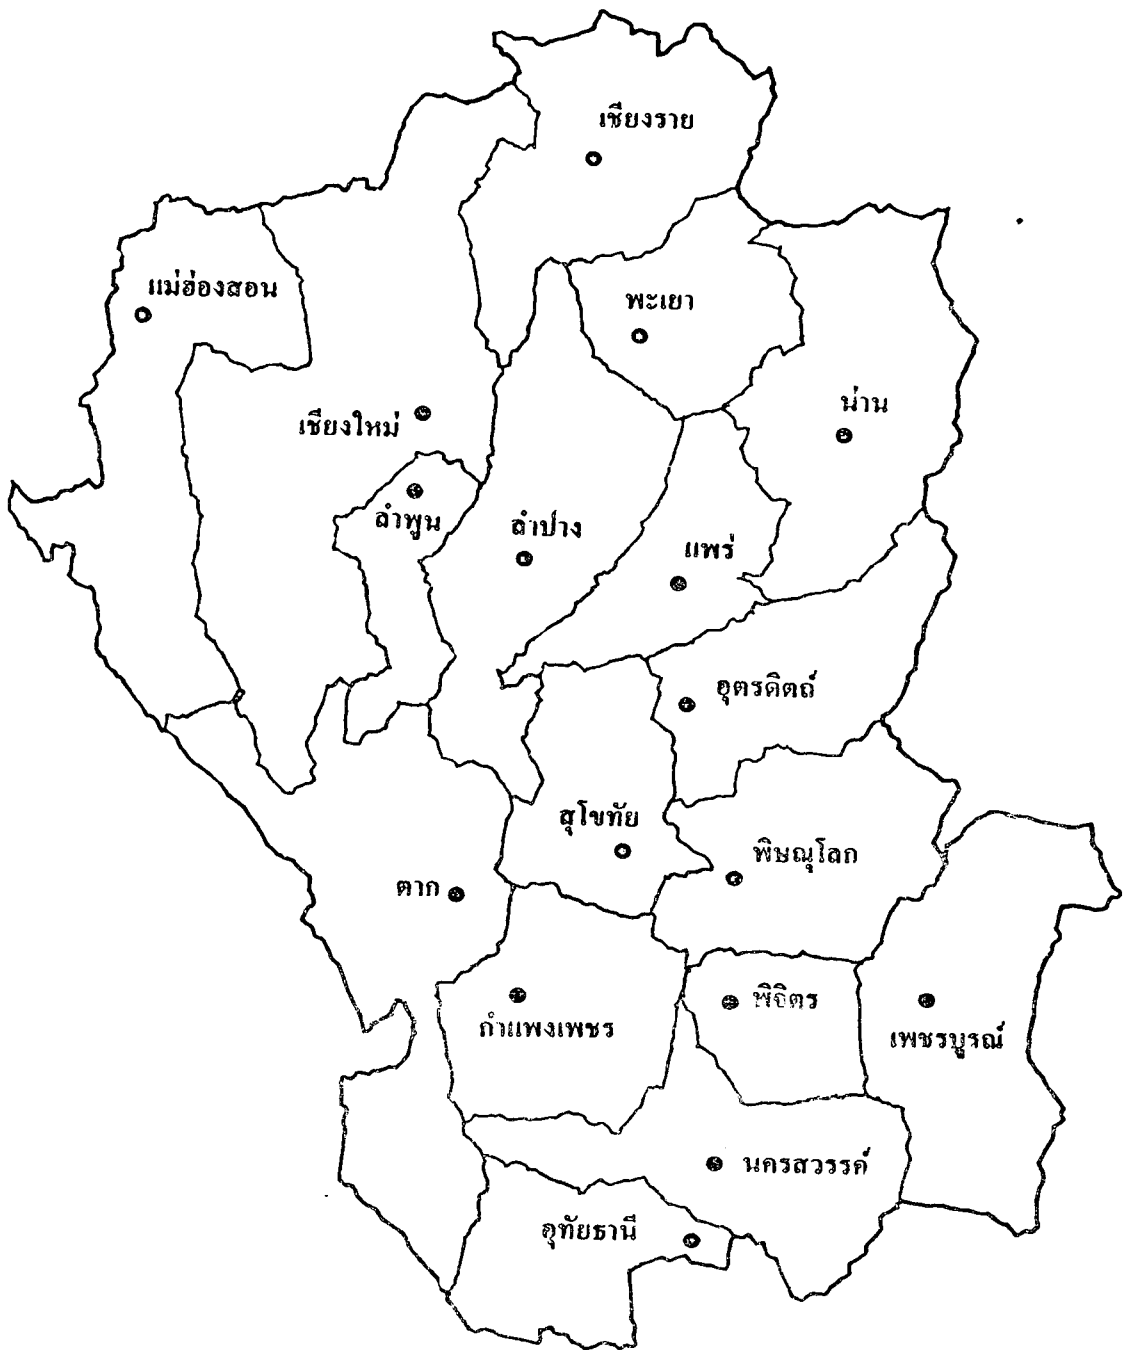 เชียงราย
แม่ฮ่องสอน
พะเยา
น่าน
เชียงใหม่
ลำพูน
ลำปาง
แพร่
อุตรดิตถ์
สุโขทัย
พิษณุโลก
ตาก
พิจิตร
กำแพงเพชร
เพชรบูรณ์
นครสวรรค์
อุทัยธานี